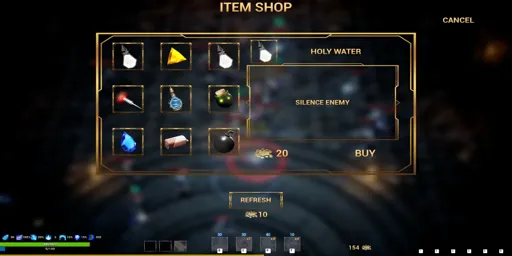 ITEM SHOP
CANCEL
HOLY WATER
SILENCE ENEMY
20
BUY
REFRESH
10
154